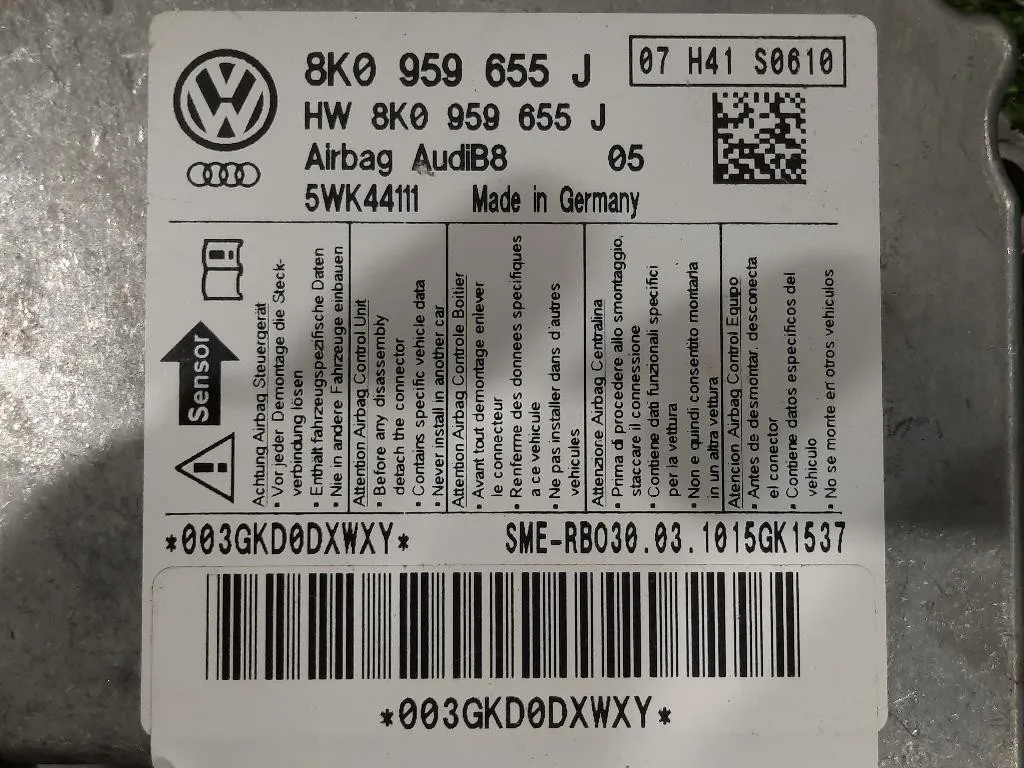 8K0 959 655 J
07 H41 S0610
HW 8K0 959 655 J
Airbag AudiB8 05
5WK44111 Made in Germany
Sensor
Achtung Airbag Steuergerät
· Vor jeder Demontage die Steck-
verbindung lösen
· Enthält fahrzeugspezifische Daten
· Nie in andere Fahrzeuge einbauen
Attention Airbag Control Unit
· Before any disassembly
detach the connector
· Contains specific vehicle data
· Never install in another car
Attention Airbag Controle Boitier
· Avant tout demontage enlever
le connecteur
· Renferme des donnees specifiques
a ce vehicule
· Ne pas installer dans d'autres
vehicules
Attenzione Airbag Centralina
· Prima di procedere allo smontaggio,
staccare il connessione
· Contiene dati funzionali specifici
per la vettura
· Non e quindi consentito montarla
in un altra vettura
Atencion Airbag Control Equipo
· Antes de desmontar, desconecta
el conector
· Contiene datos especificos del
vehiculo
· No se monte en otros vehiculos
*003GKD0DXWXY* SME-RBO30.03.1015GK1537
*003GKD0DXWXY*